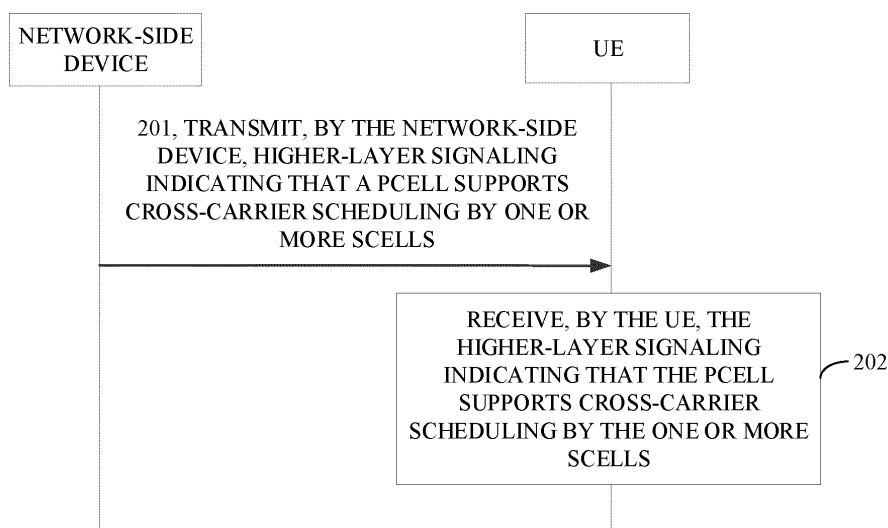 NETWORK-SIDE
DEVICE
UE
201, TRANSMIT, BY THE NETWORK-SIDE
DEVICE, HIGHER-LAYER SIGNALING
INDICATING THAT A PCELL SUPPORTS
CROSS-CARRIER SCHEDULING BY ONE OR
MORE SCELLS
RECEIVE, BY THE UE, THE
HIGHER-LAYER SIGNALING
INDICATING THAT THE PCELL
SUPPORTS CROSS-CARRIER
SCHEDULING BY THE ONE OR MORE
SCELLS
202